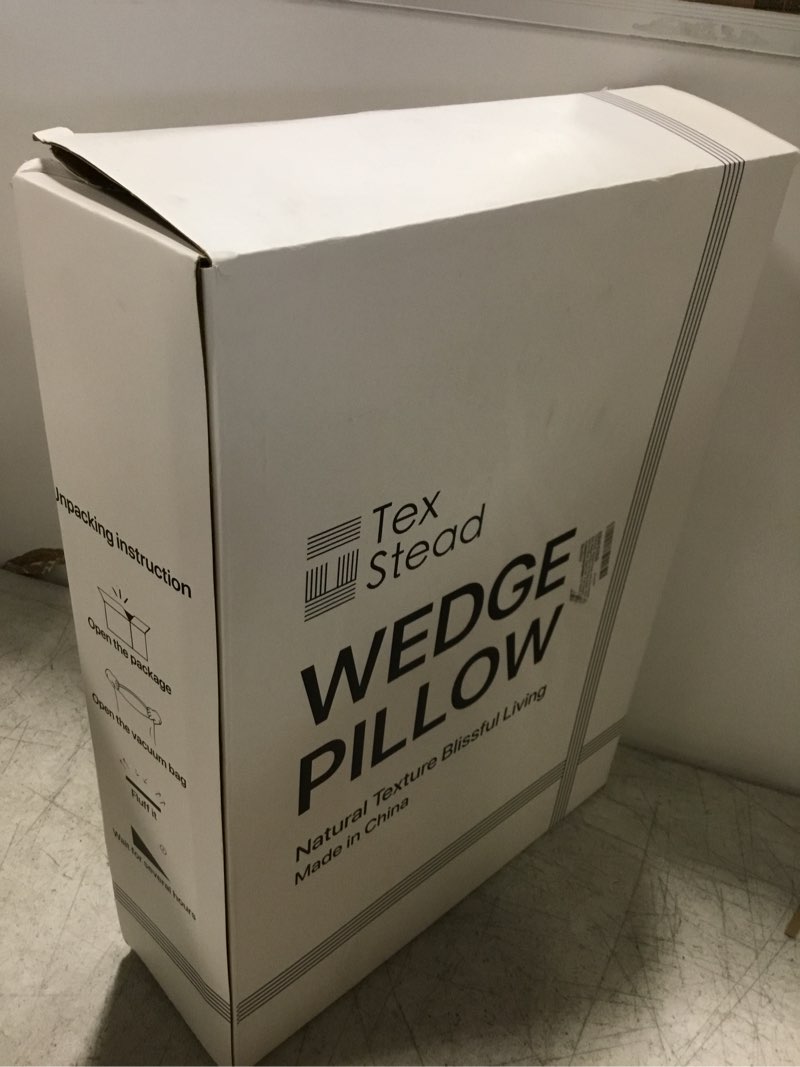 Unpacking instruction
Open the package
Open the vacuum bag
Fluff it
Wait for several hours
Tex
Stead
WEDGE
PILLOW
Natural Texture Blissful Living
Made in China